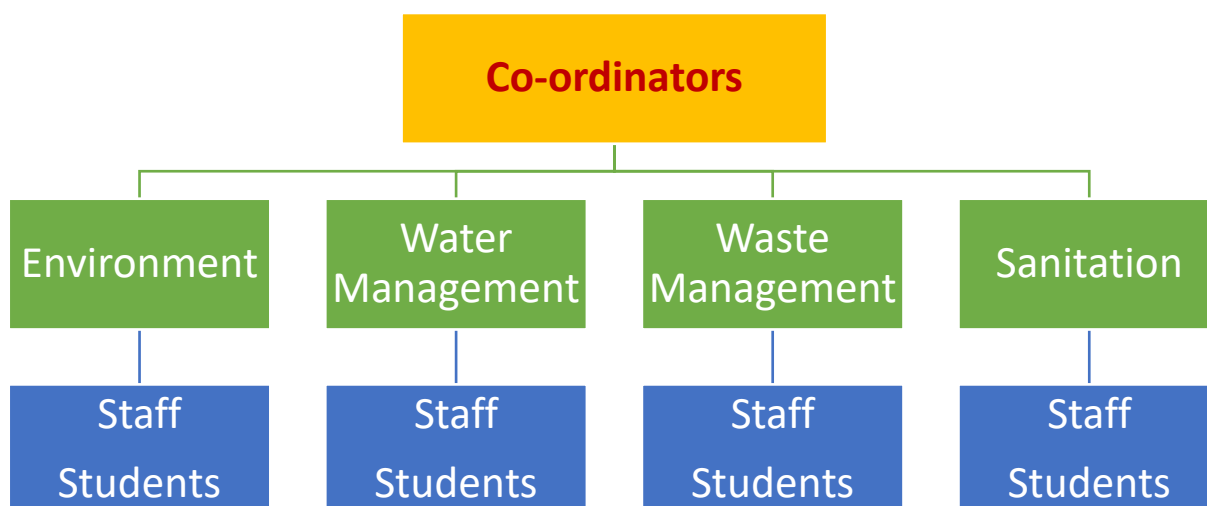 Co-ordinators
Environment
Water
Management
Waste
Management
Sanitation
Staff
Students
Staff
Students
Staff
Students
Staff
Students